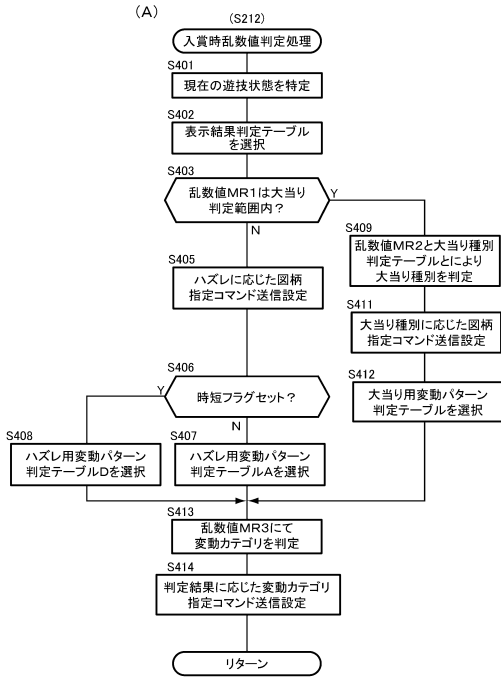 (A)
(S212)
入賞時乱数値判定処理
S401
現在の遊技状態を特定
S402
表示結果判定テーブル
を選択
S403
乱数値MR1は大当り
判定範囲内?
Y
N
S409
乱数値MR2と大当り種別
判定テーブルとにより
大当り種別を判定
S405
ハズレに応じた図柄
指定コマンド送信設定
S411
大当り種別に応じた図柄
指定コマンド送信設定
S406
時短フラグセット?
Y
N
S412
大当り用変動パターン
判定テーブルを選択
S408
ハズレ用変動パターン
判定テーブルDを選択
S407
ハズレ用変動パターン
判定テーブルAを選択
S413
乱数値MR3にて
変動カテゴリを判定
S414
判定結果に応じた変動カテゴリ
指定コマンド送信設定
リターン